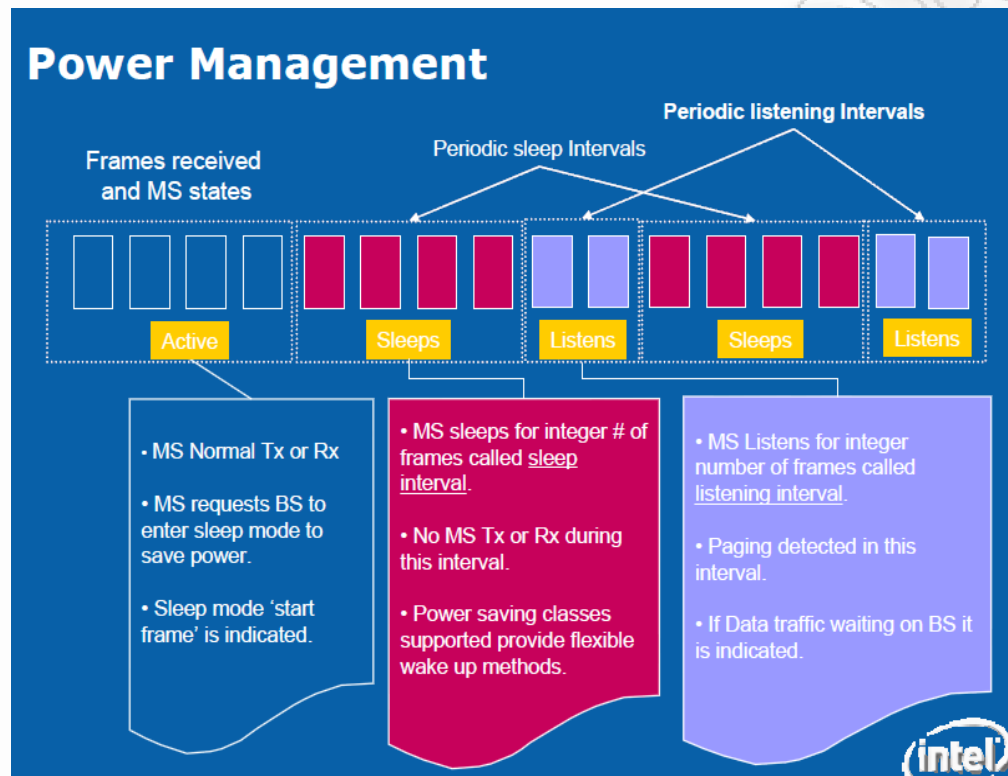 Power Management
Periodic listening Intervals
Periodic sleep Intervals
Frames received
and MS states
Active
Sleeps
Listens
Sleeps
Listens
• MS Normal Tx or Rx
• MS requests BS to
enter sleep mode to
save power.
• Sleep mode ‘start
frame’ is indicated.
• MS sleeps for integer # of
frames called sleep
interval.
• No MS Tx or Rx during
this interval.
• Power saving classes
supported provide flexible
wake up methods.
• MS Listens for integer
number of frames called
listening interval.
• Paging detected in this
interval.
• If Data traffic waiting on BS it
is indicated.
intel